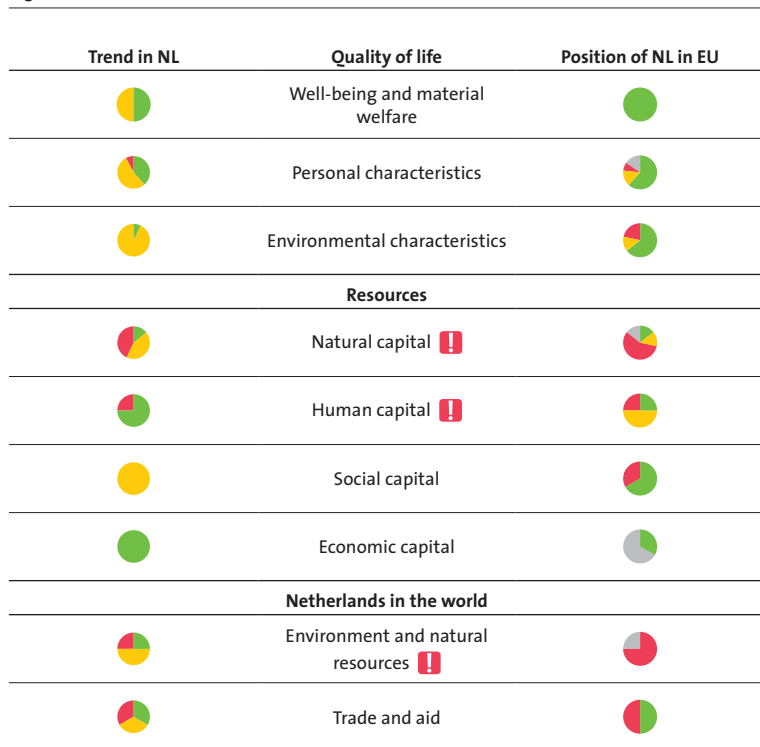 Trend in NL Quality of life Position of NL in EU
Well-being and material
welfare
Personal characteristics
Environmental characteristics
Resources
Natural capital !
Human capital !
Social capital
Economic capital
Netherlands in the world
Environment and natural
resources !
Trade and aid